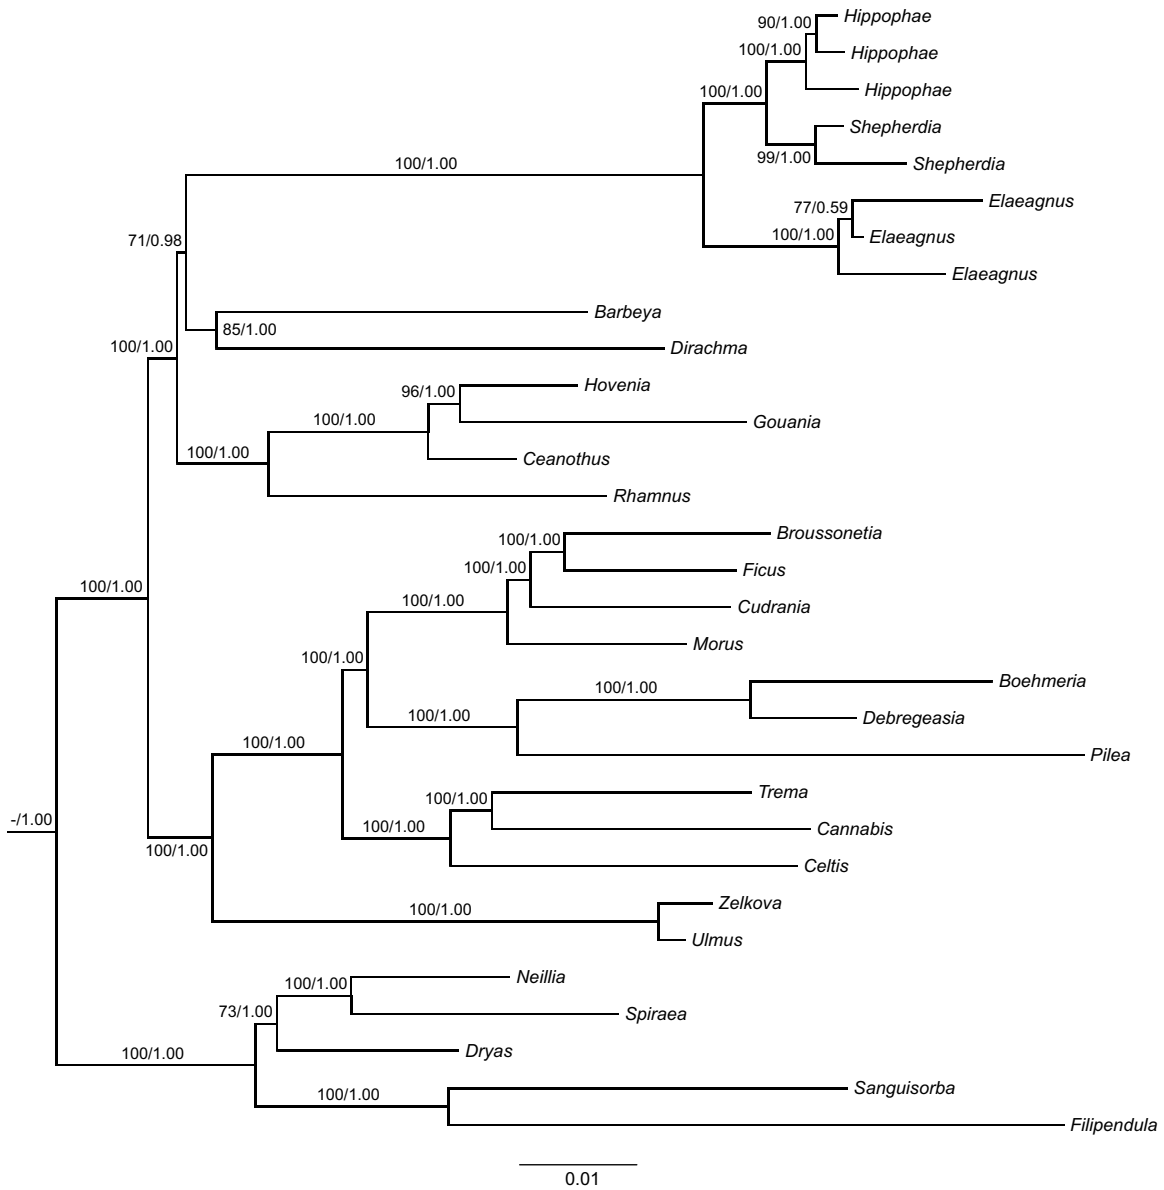 Hippophae
90/1.00
100/1.00
Hippophae
Hippophae
100/1.00
Shepherdia
99/1.00
Shepherdia
100/1.00
Elaeagnus
77/0.59
100/1.00
Elaeagnus
71/0.98
Elaeagnus
Barbeya
85/1.00
100/1.00
Dirachma
Hovenia
96/1.00
100/1.00
Gouania
100/1.00
Ceanothus
Rhamnus
Broussonetia
100/1.00
100/1.00
Ficus
100/1.00
100/1.00
Cudrania
Morus
100/1.00
Boehmeria
100/1.00
100/1.00
Debregeasia
100/1.00
Pilea
Trema
100/1.00
-/1.00
100/1.00
Cannabis
100/1.00
Celtis
Zelkova
100/1.00
Ulmus
Neillia
100/1.00
73/1.00
Spiraea
100/1.00
Dryas
100/1.00
Sanguisorba
Filipendula
0.01